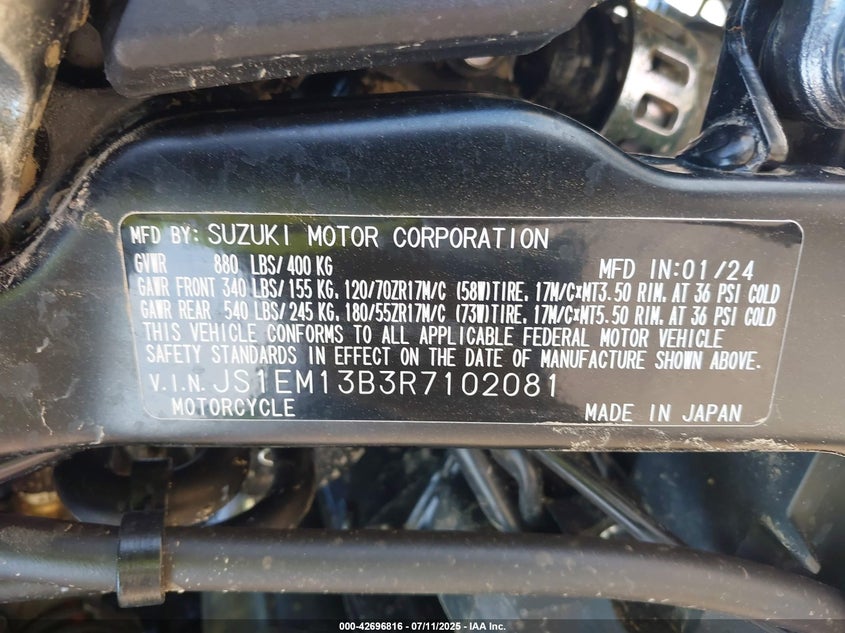 MFD BY: SUZUKI MOTOR CORPORATION
GVWR 880 LBS/ 400 KG MFD IN: 01/24
GAWR FRONT 340 LBS/ 155 KG, 120/70ZR17M/C (58W)TIRE, 17M/C×MT3.50 RIM, AT 36 PSI COLD
GAWR REAR 540 LBS/ 245 KG, 180/55ZR17M/C (73W)TIRE, 17M/C×MT5.50 RIM, AT 36 PSI COLD
THIS VEHICLE CONFORMS TO ALL APPLICABLE FEDERAL MOTOR VEHICLE
SAFETY STANDARDS IN EFFECT ON THE DATE OF MANUFACTURE SHOWN ABOVE.
V.I.N. JS1EM13B3R7102081
MOTORCYCLE MADE IN JAPAN
000-42696816 - 07/11/2025 - IAA Inc.